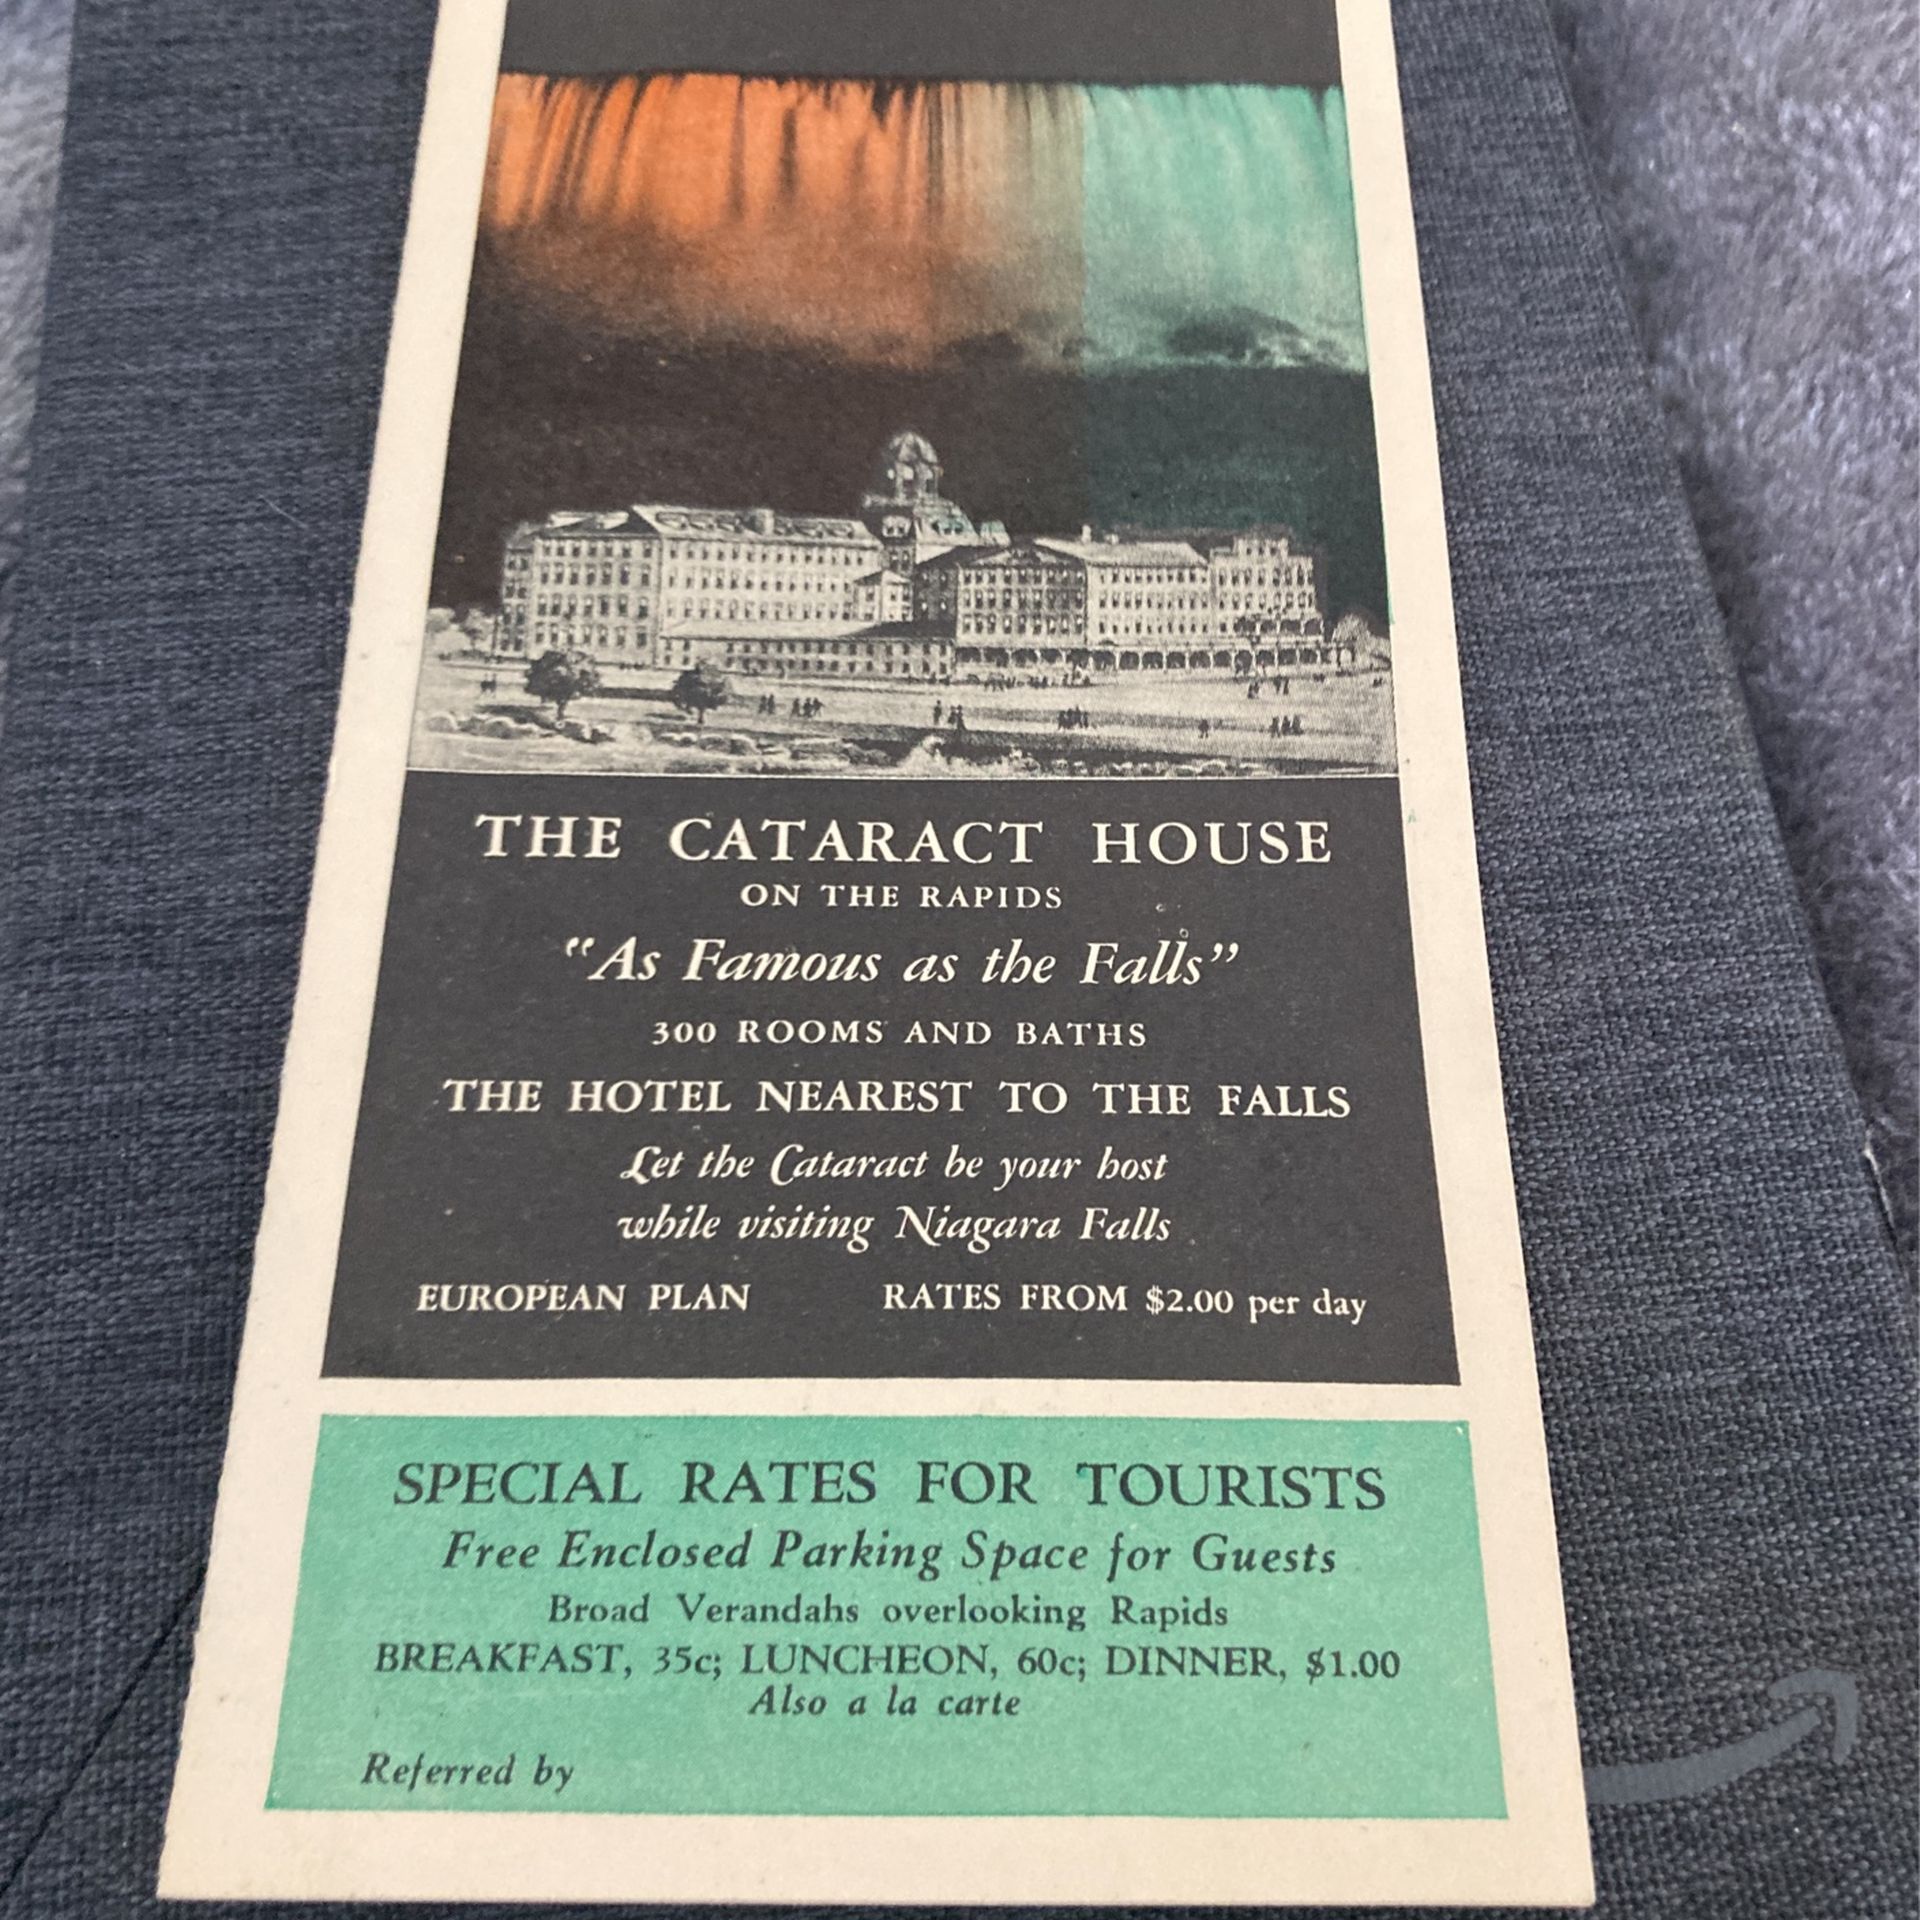 THE CATARACT HOUSE
ON THE RAPIDS
"As Famous as the Falls"
300 ROOMS AND BATHS
THE HOTEL NEAREST TO THE FALLS
Let the Cataract be your host
while visiting Niagara Falls
EUROPEAN PLAN RATES FROM $2.00 per day
SPECIAL RATES FOR TOURISTS
Free Enclosed Parking Space for Guests
Broad Verandahs overlooking Rapids
BREAKFAST, 35c; LUNCHEON, 60c; DINNER, $1.00
Also a la carte
Referred by